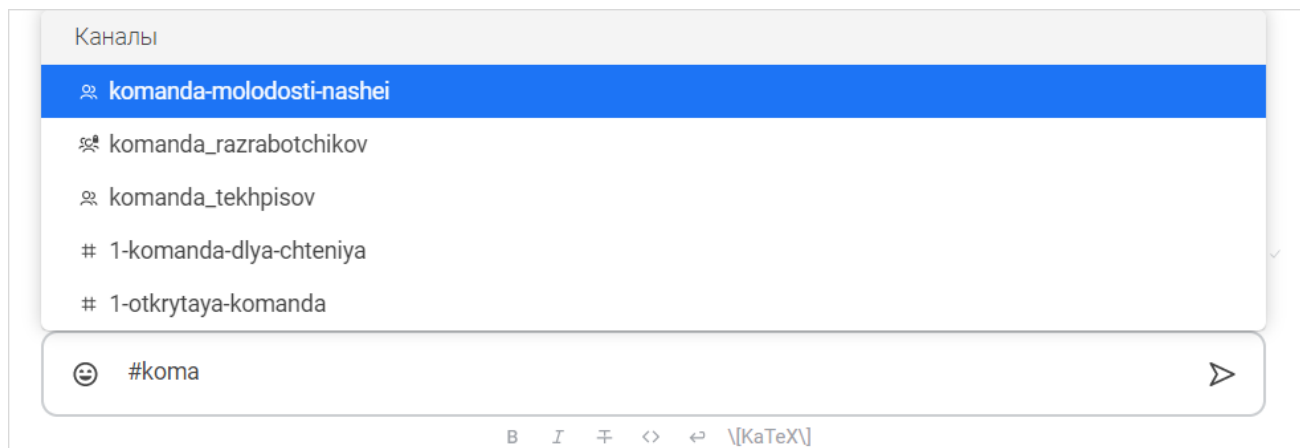 Каналы
komanda-molodosti-nashei
komanda_razrabotchikov
komanda_tekhpisov
# 1-komanda-dlya-chteniya
# 1-otkrytaya-komanda
#koma
B I T <> \[KaTeX\]